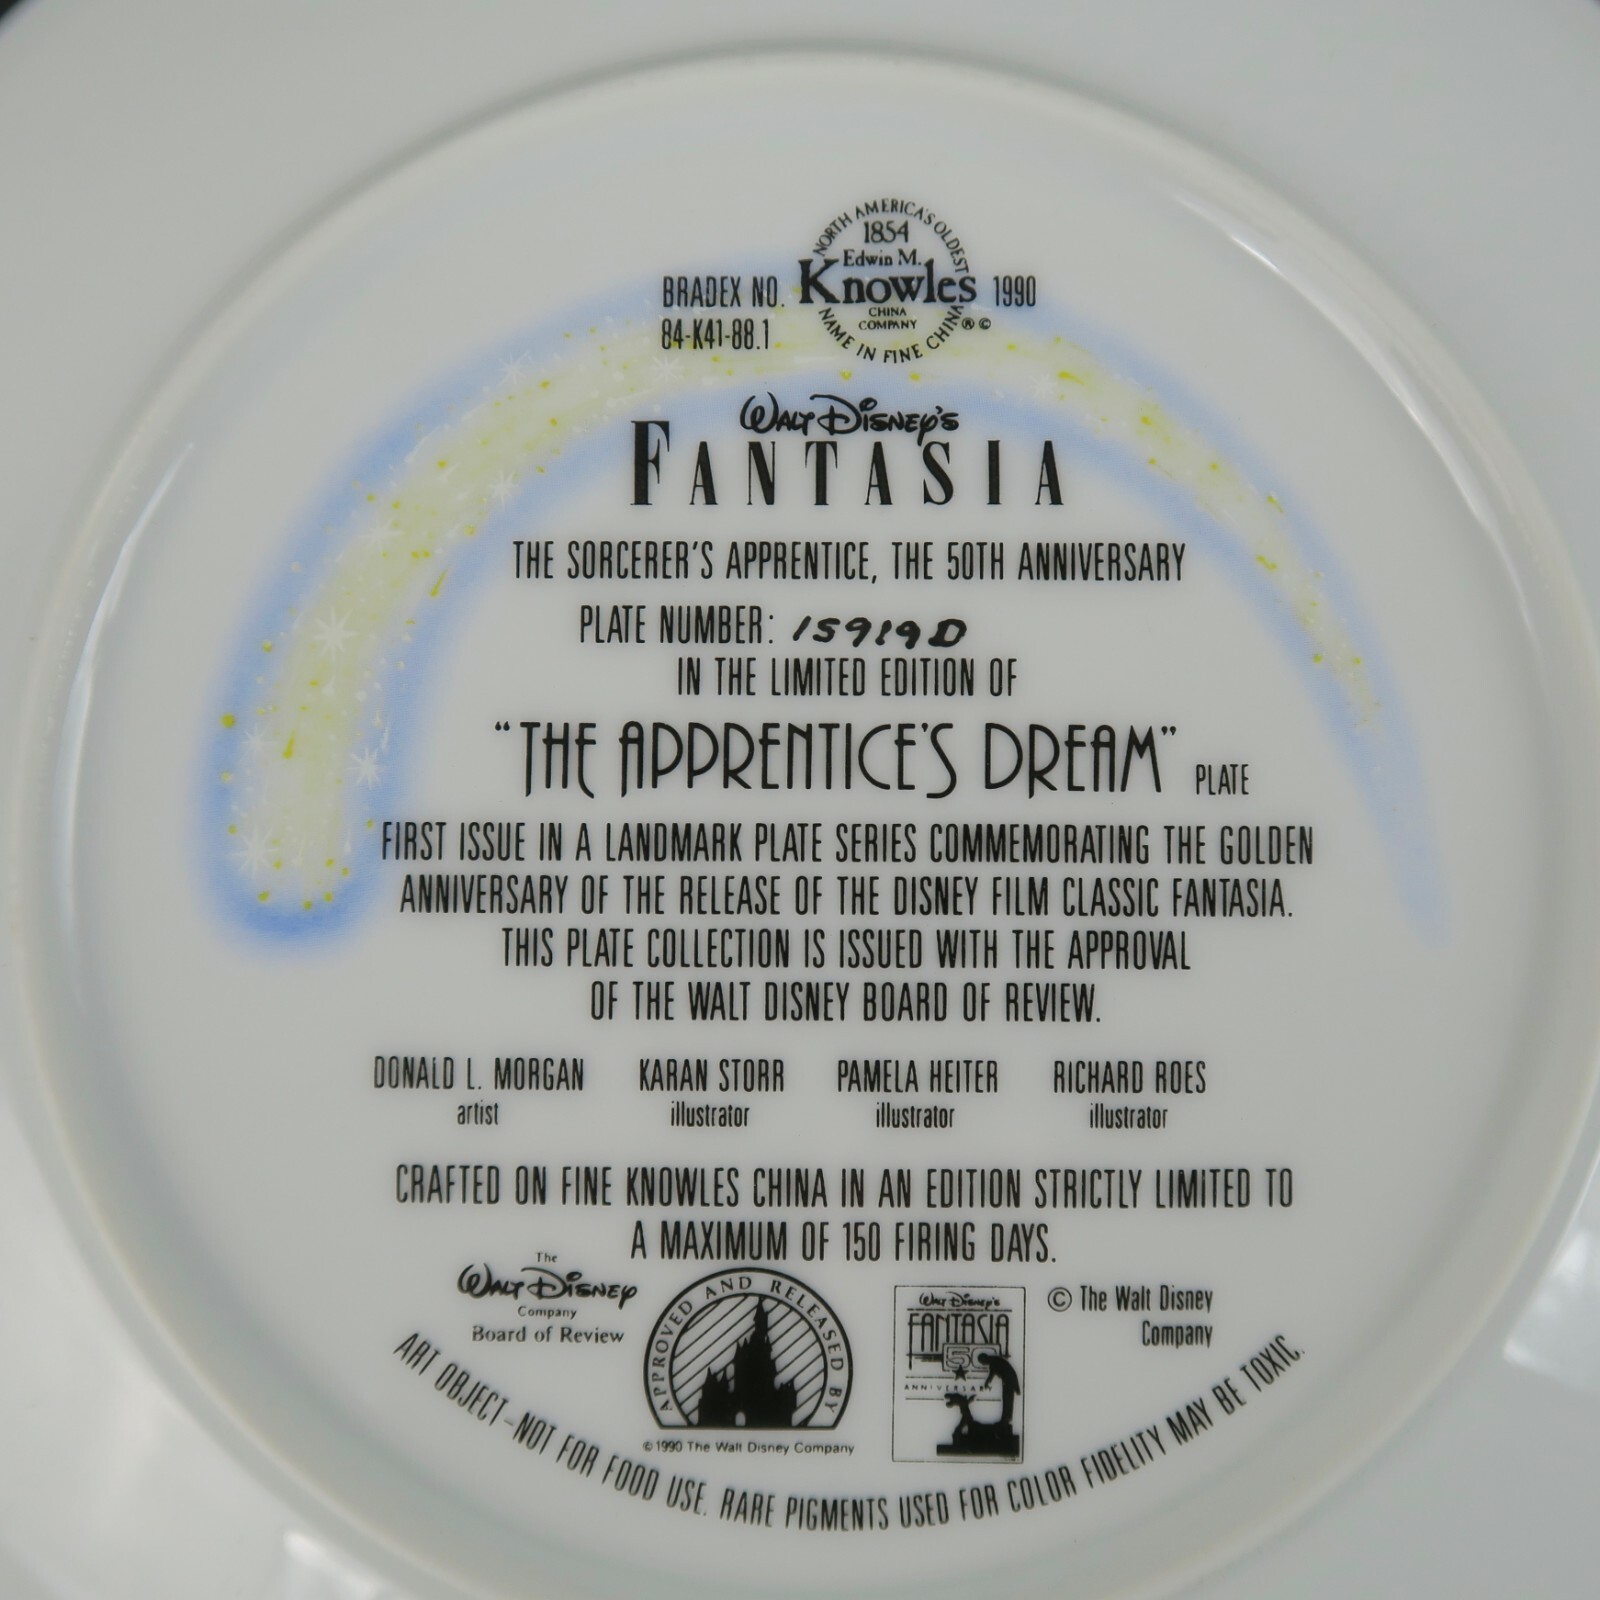 NORTH AMERICA'S OLDEST
1854
Edwin M.
BRADEX NO. Knowles 1990
84-K41-88.1 CHINA
COMPANY ® ©
NAME IN FINE CHINA
WALT DISNEY'S
FANTASIA
THE SORCERER'S APPRENTICE, THE 50TH ANNIVERSARY
PLATE NUMBER: 15919D
IN THE LIMITED EDITION OF
"THE APPRENTICE'S DREAM" PLATE
FIRST ISSUE IN A LANDMARK PLATE SERIES COMMEMORATING THE GOLDEN
ANNIVERSARY OF THE RELEASE OF THE DISNEY FILM CLASSIC FANTASIA.
THIS PLATE COLLECTION IS ISSUED WITH THE APPROVAL
OF THE WALT DISNEY BOARD OF REVIEW.
DONALD L. MORGAN KARAN STORR PAMELA HEITER RICHARD ROES
artist illustrator illustrator illustrator
CRAFTED ON FINE KNOWLES CHINA IN AN EDITION STRICTLY LIMITED TO
A MAXIMUM OF 150 FIRING DAYS.
The
WALT DISNEY
Company
Board of Review
APPROVED AND RELEASED BY
© 1990 The Walt Disney Company
Walt Disney's
FANTASIA
50
ANNIVERSARY
© The Walt Disney
Company
ART OBJECT–NOT FOR FOOD USE. RARE PIGMENTS USED FOR COLOR FIDELITY MAY BE TOXIC.